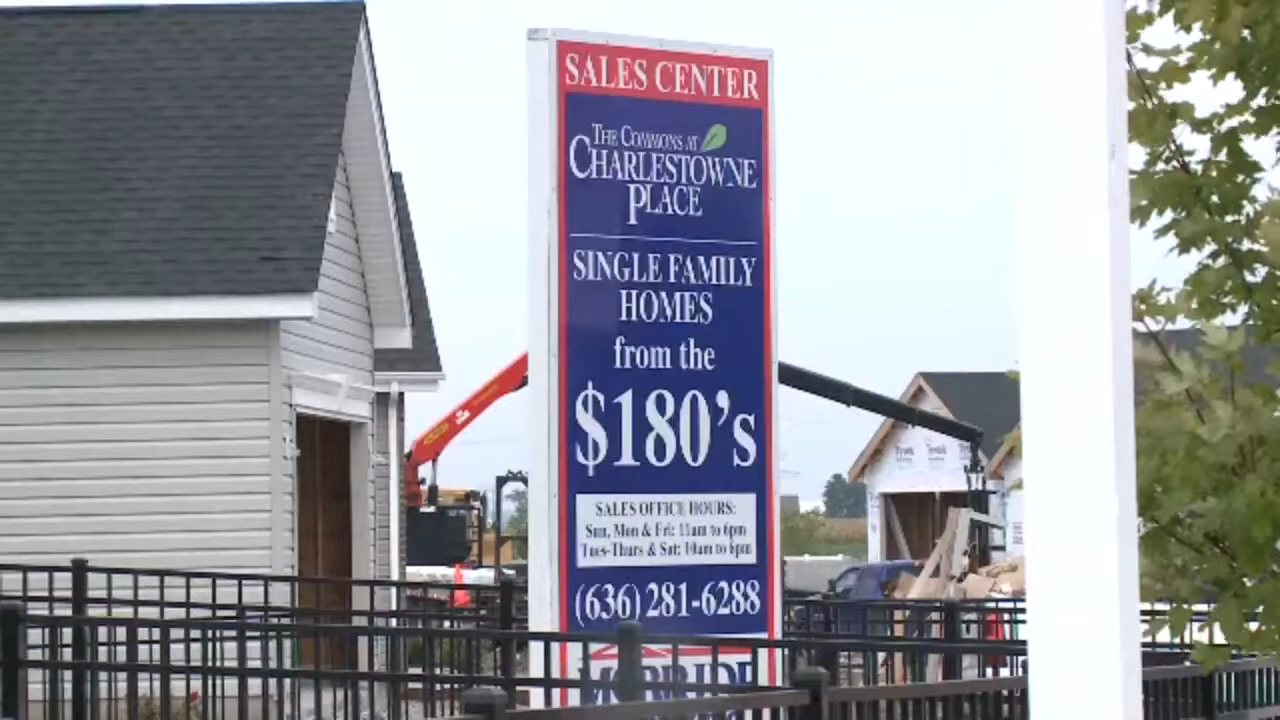 SALES CENTER
THE COMMONS AT
CHARLESTOWNE
PLACE
SINGLE FAMILY
HOMES
from the
$180's
SALES OFFICE HOURS:
Sun, Mon & Fri: 11am to 6pm
Tues-Thurs & Sat: 10am to 6pm
(636) 281-6288
McBRIDE